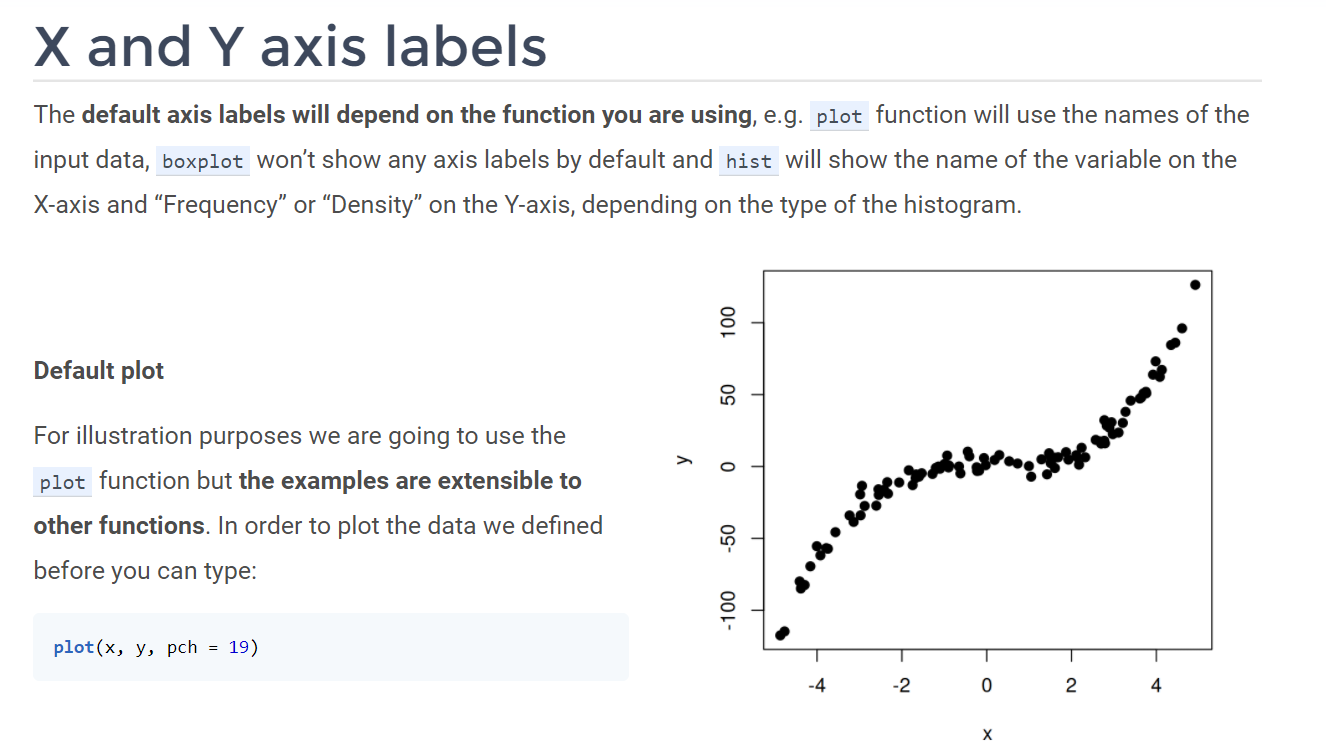 X and Y axis labels
The default axis labels will depend on the function you are using, e.g. plot function will use the names of the
input data, boxplot won’t show any axis labels by default and hist will show the name of the variable on the
X-axis and “Frequency” or “Density” on the Y-axis, depending on the type of the histogram.
Default plot
For illustration purposes we are going to use the
plot function but the examples are extensible to
other functions. In order to plot the data we defined
before you can type:
plot(x, y, pch = 19)
100
50
0
-50
-100
y
-4 -2 0 2 4
x